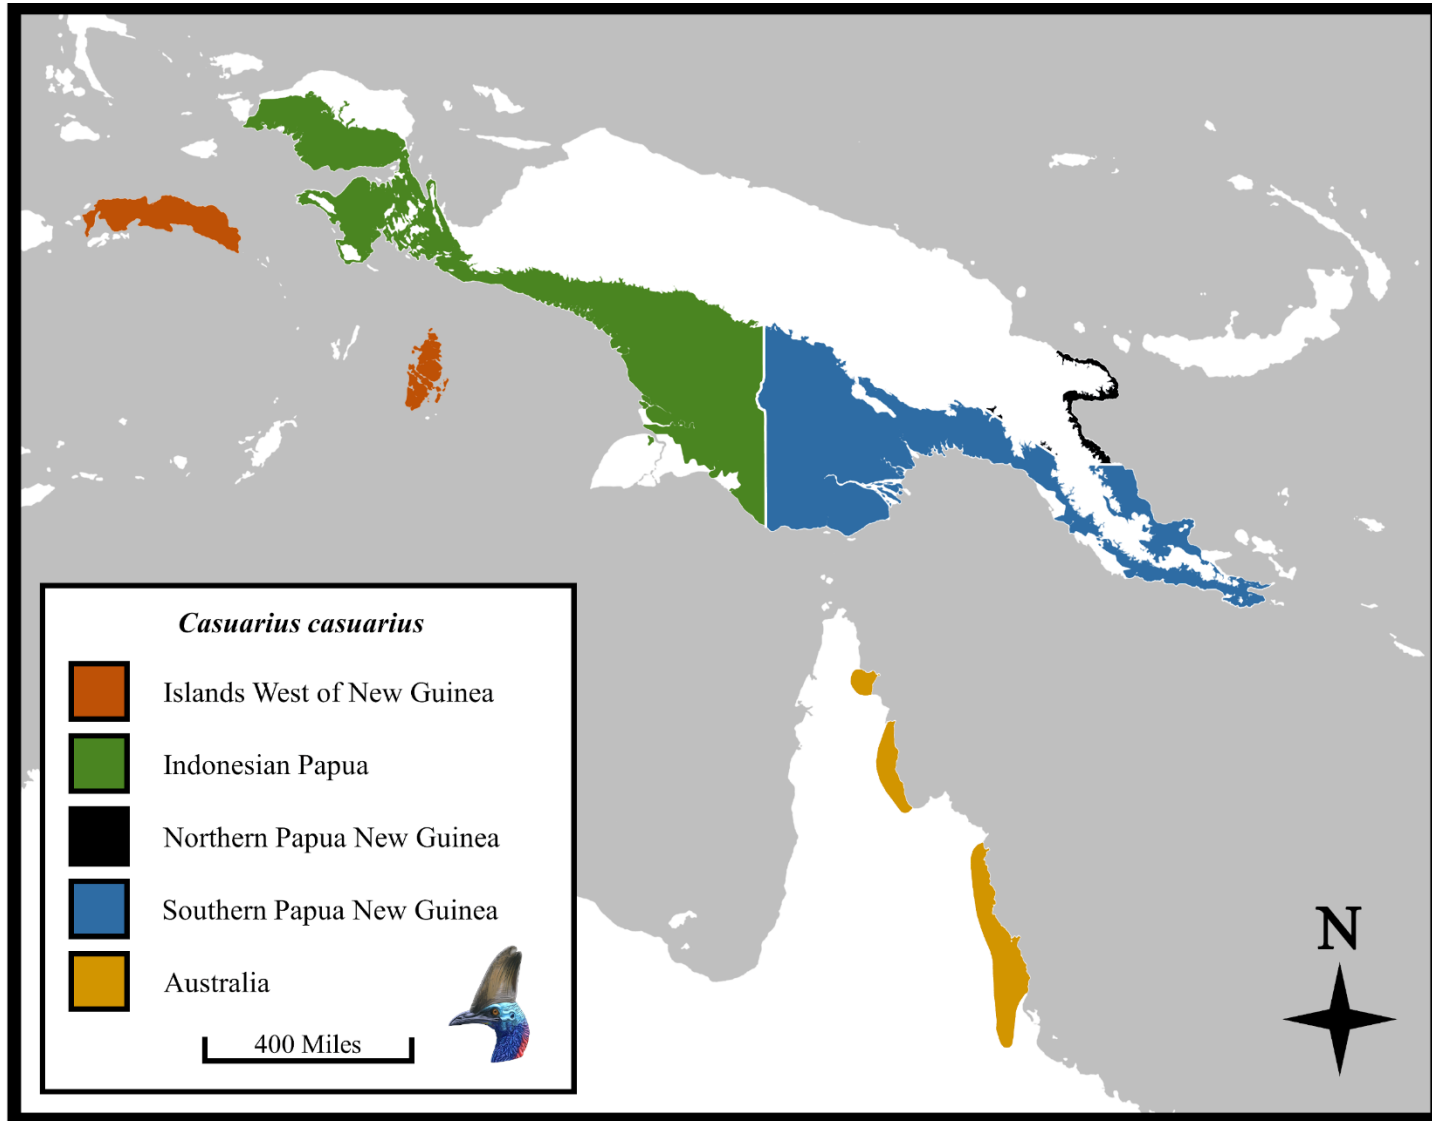 Casuarius casuarius
Islands West of New Guinea
Indonesian Papua
Northern Papua New Guinea
Southern Papua New Guinea
Australia
400 Miles
N